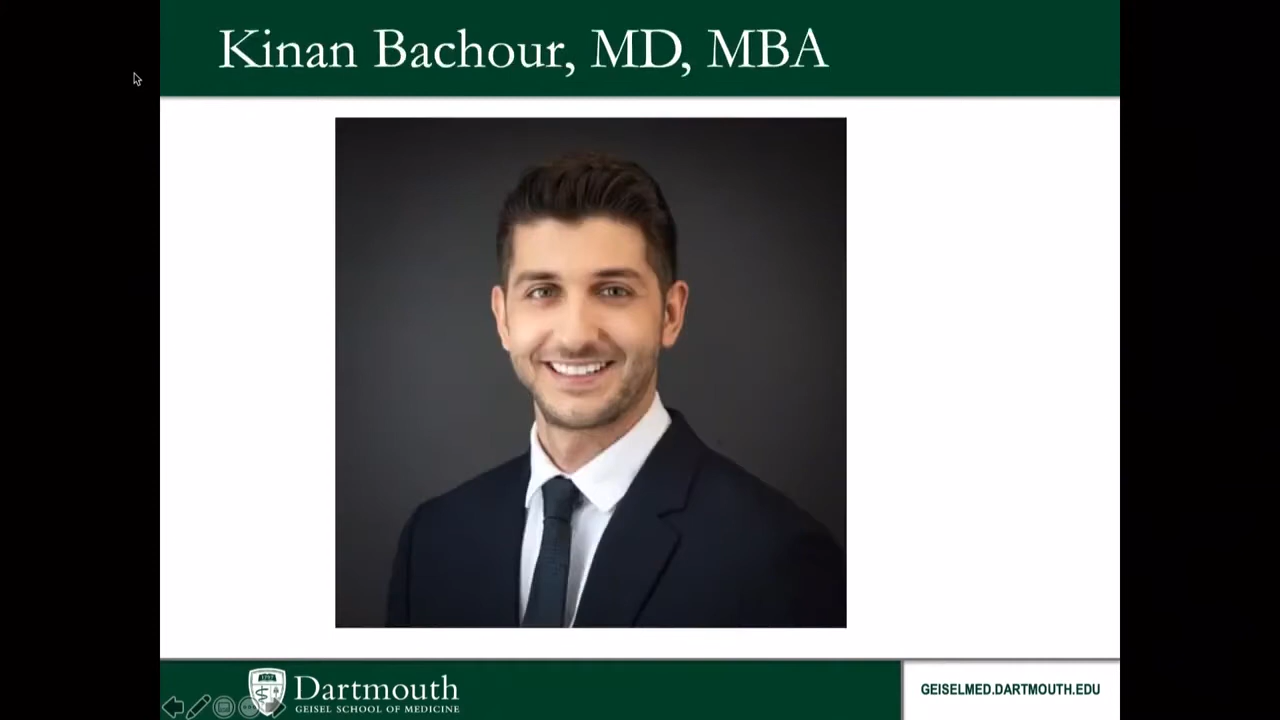 Kinan Bachour, MD, MBA
Dartmouth
GEISEL SCHOOL OF MEDICINE
GEISELMED.DARTMOUTH.EDU